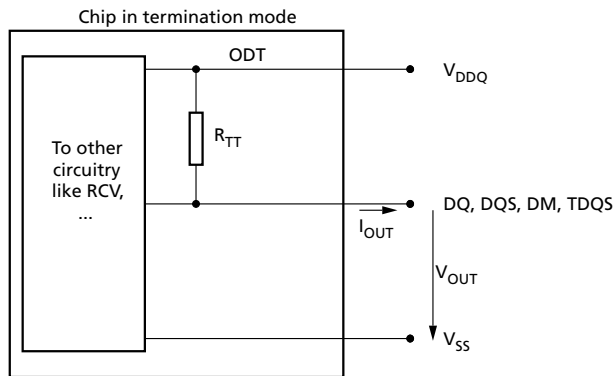 Chip in termination mode
ODT
V_DDQ
R_TT
To other
circuitry
like RCV,
...
DQ, DQS, DM, TDQS
I_OUT
V_OUT
V_SS